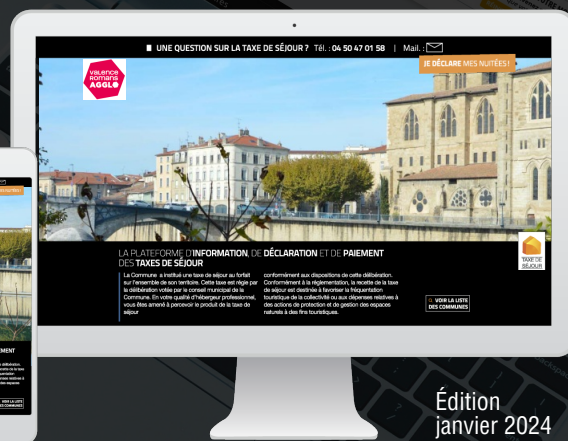 UNE QUESTION SUR LA TAXE DE SÉJOUR ? Tél. : 04 50 47 01 58 | Mail. :
JE DÉCLARE MES NUITÉES !
valence
Romans
AGGLO
LA PLATEFORME D'INFORMATION, DE DÉCLARATION ET DE PAIEMENT
DES TAXES DE SÉJOUR
La Commune a institué une taxe de séjour au forfait
sur l'ensemble de son territoire. Cette taxe est régie par
la délibération votée par le conseil municipal de la
Commune. En votre qualité d'hébergeur professionnel,
vous êtes amené à percevoir le produit de la taxe de
séjour
conformément aux dispositions de cette délibération.
Conformément à la réglementation, la recette de la taxe
de séjour est destinée à favoriser la fréquentation
touristique de la collectivité ou aux dépenses relatives à
des actions de protection et de gestion des espaces
naturels à des fins touristiques.
TAXE DE
SÉJOUR
VOIR LA LISTE
DES COMMUNES
VOIR LA LISTE
DES COMMUNES
Édition
janvier 2024